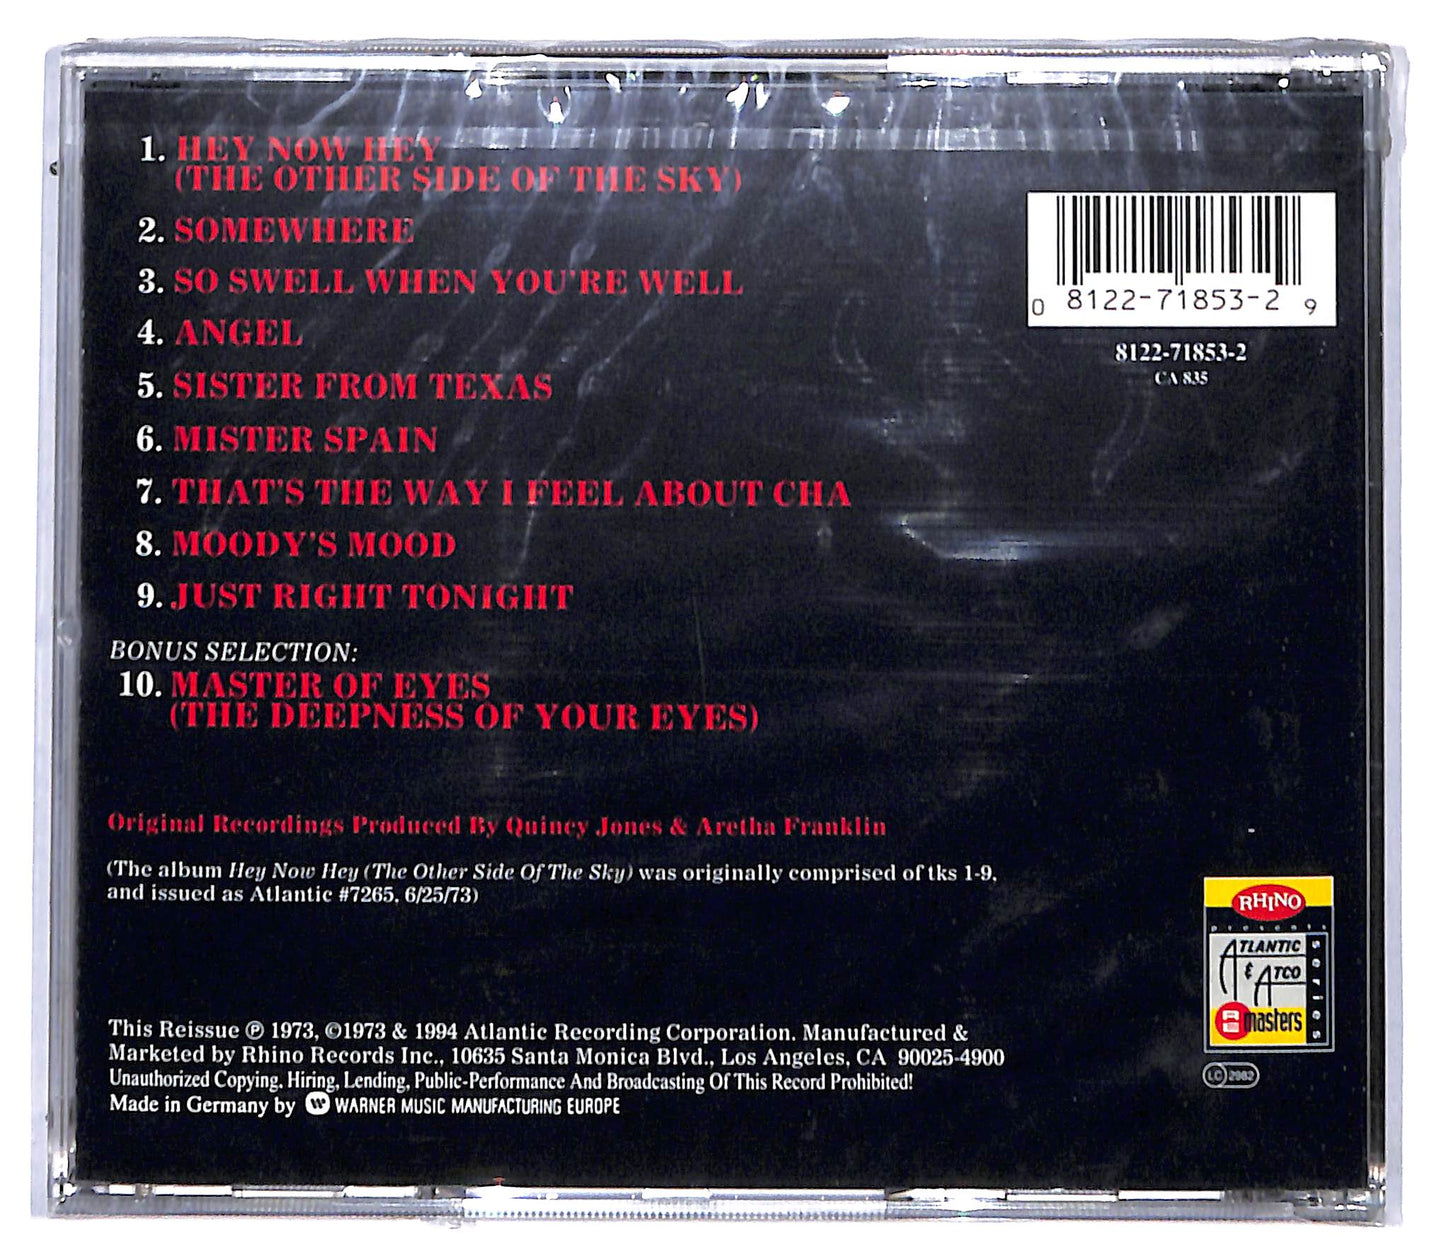 1. HEY NOW HEY
(THE OTHER SIDE OF THE SKY)
2. SOMEWHERE
3. SO SWELL WHEN YOU'RE WELL
4. ANGEL
5. SISTER FROM TEXAS
6. MISTER SPAIN
7. THAT'S THE WAY I FEEL ABOUT CHA
8. MOODY'S MOOD
9. JUST RIGHT TONIGHT
BONUS SELECTION:
10. MASTER OF EYES
(THE DEEPNESS OF YOUR EYES)
0 8122-71853-2 9
8122-71853-2
CA 835
Original Recordings Produced By Quincy Jones & Aretha Franklin
(The album Hey Now Hey (The Other Side Of The Sky) was originally comprised of tks 1-9,
and issued as Atlantic #7265, 6/25/73)
RHINO
presents
ATLANTIC
& ATCO
masters
series
LC 2982
This Reissue ℗ 1973, ©1973 & 1994 Atlantic Recording Corporation. Manufactured &
Marketed by Rhino Records Inc., 10635 Santa Monica Blvd., Los Angeles, CA 90025-4900
Unauthorized Copying, Hiring, Lending, Public-Performance And Broadcasting Of This Record Prohibited!
Made in Germany by W WARNER MUSIC MANUFACTURING EUROPE